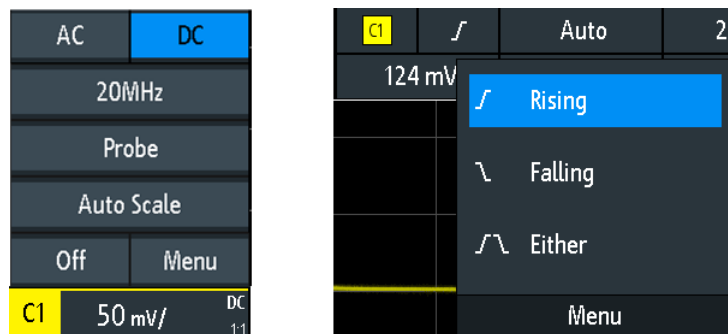 AC DC
20MHz
Probe
Auto Scale
Off Menu
C1 50 mV/ DC
1:1
C1 Auto 2
124 mV
Rising
Falling
Either
Menu